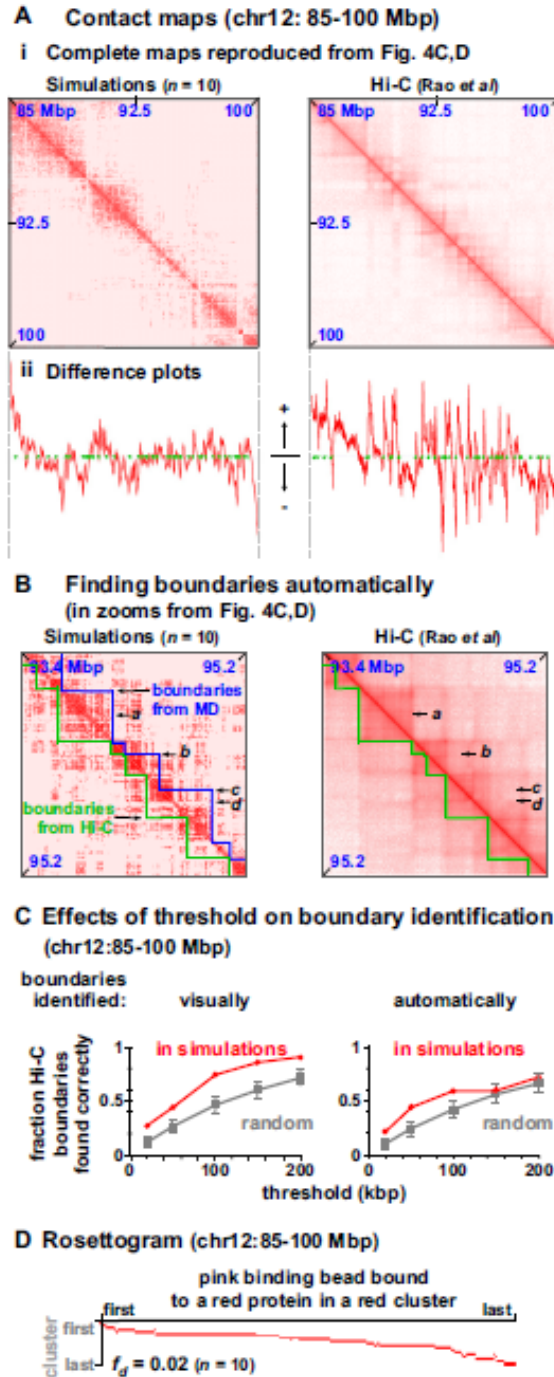 A Contact maps (chr12: 85-100 Mbp)
i Complete maps reproduced from Fig. 4C,D
Simulations (n = 10)
Hi-C (Rao et al)
85 Mbp 92.5 100
92.5
100
85 Mbp 92.5 100
92.5
100
ii Difference plots
+
-
B Finding boundaries automatically
(in zooms from Fig. 4C,D)
Simulations (n = 10)
Hi-C (Rao et al)
93.4 Mbp 95.2
boundaries
from MD
a
b
c
d
boundaries
from Hi-C
95.2
93.4 Mbp 95.2
a
b
c
d
95.2
C Effects of threshold on boundary identification
(chr12:85-100 Mbp)
boundaries
identified: visually automatically
fraction Hi-C
boundaries
found correctly
1
0.5
0
in simulations
random
0 100 200
1
0.5
0
in simulations
random
0 100 200
threshold (kbp)
D Rosettogram (chr12:85-100 Mbp)
pink binding bead bound
first to a red protein in a red cluster last
cluster
first
last
fd = 0.02 (n = 10)